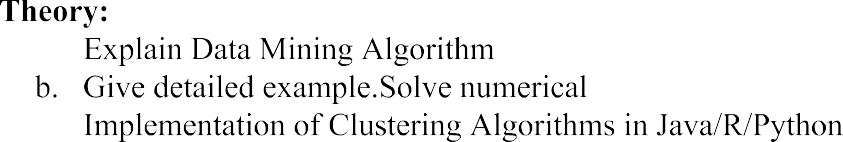 Theory:
Explain Data Mining Algorithm
b. Give detailed example.Solve numerical
Implementation of Clustering Algorithms in Java/R/Python